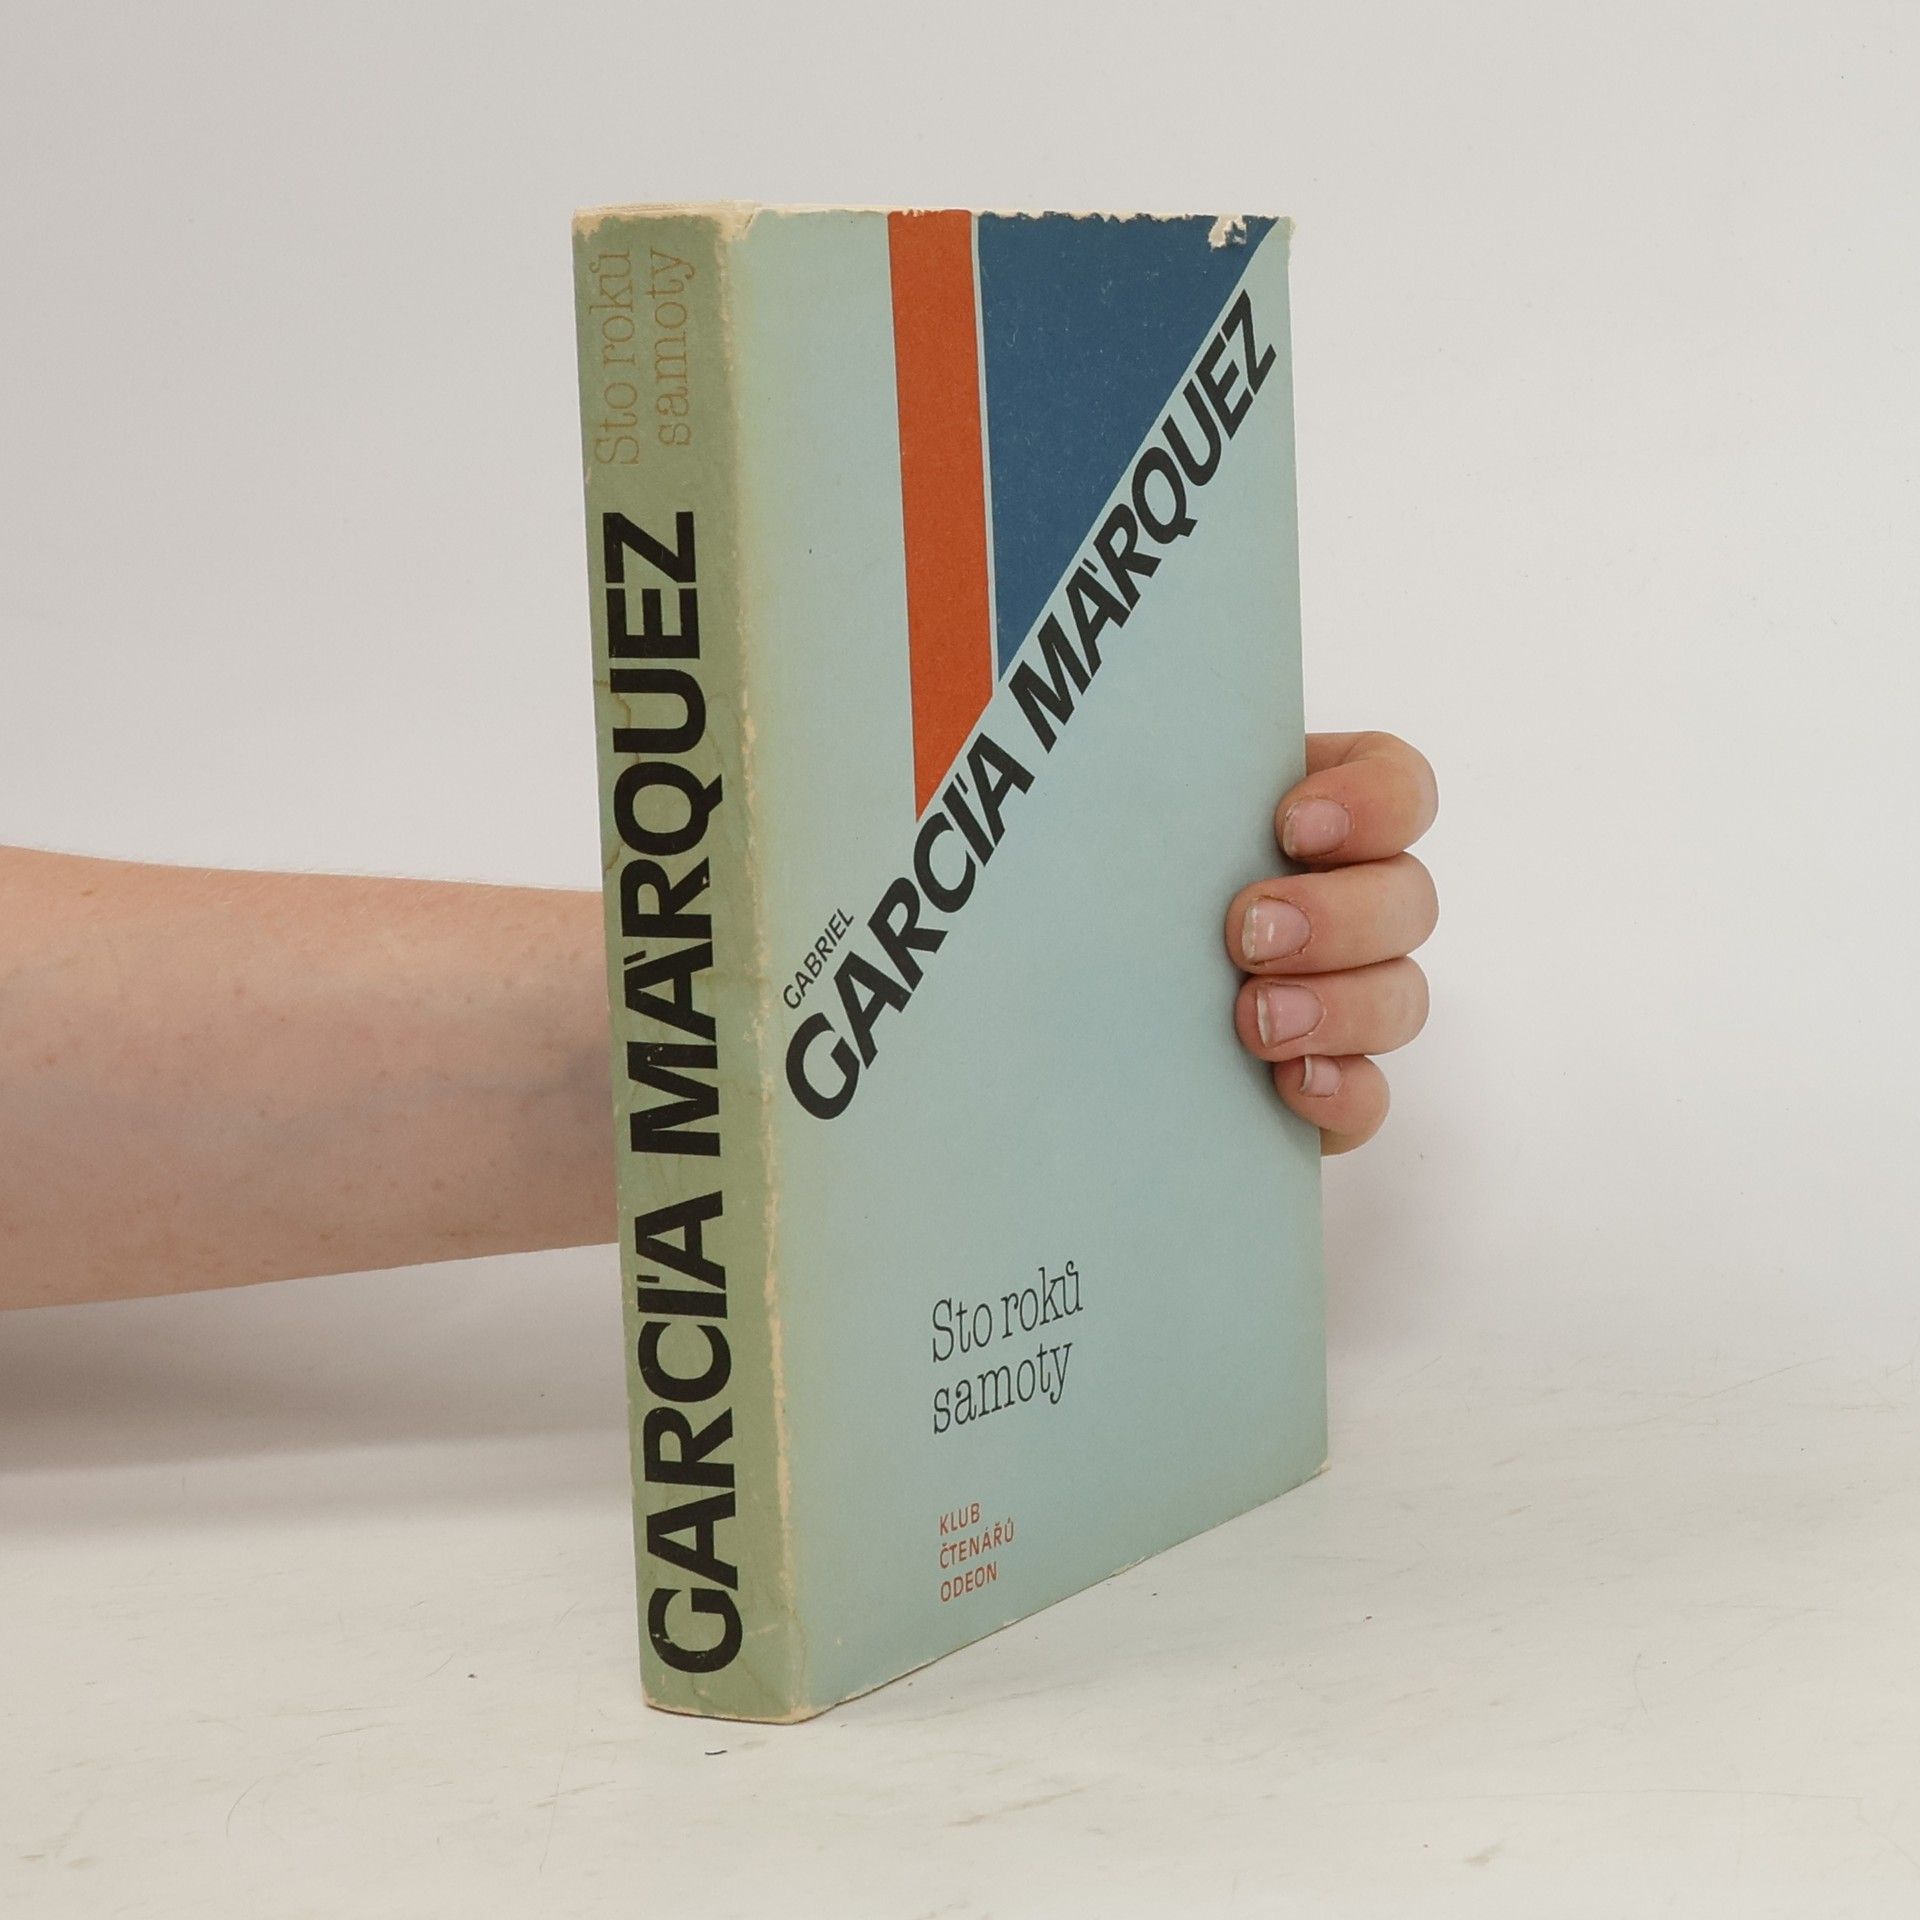 Sto roků
samoty
GARCÍA MÁRQUEZ
GABRIEL
GARCÍA MÁRQUEZ
Sto roků
samoty
KLUB
ČTENÁŘŮ
ODEON